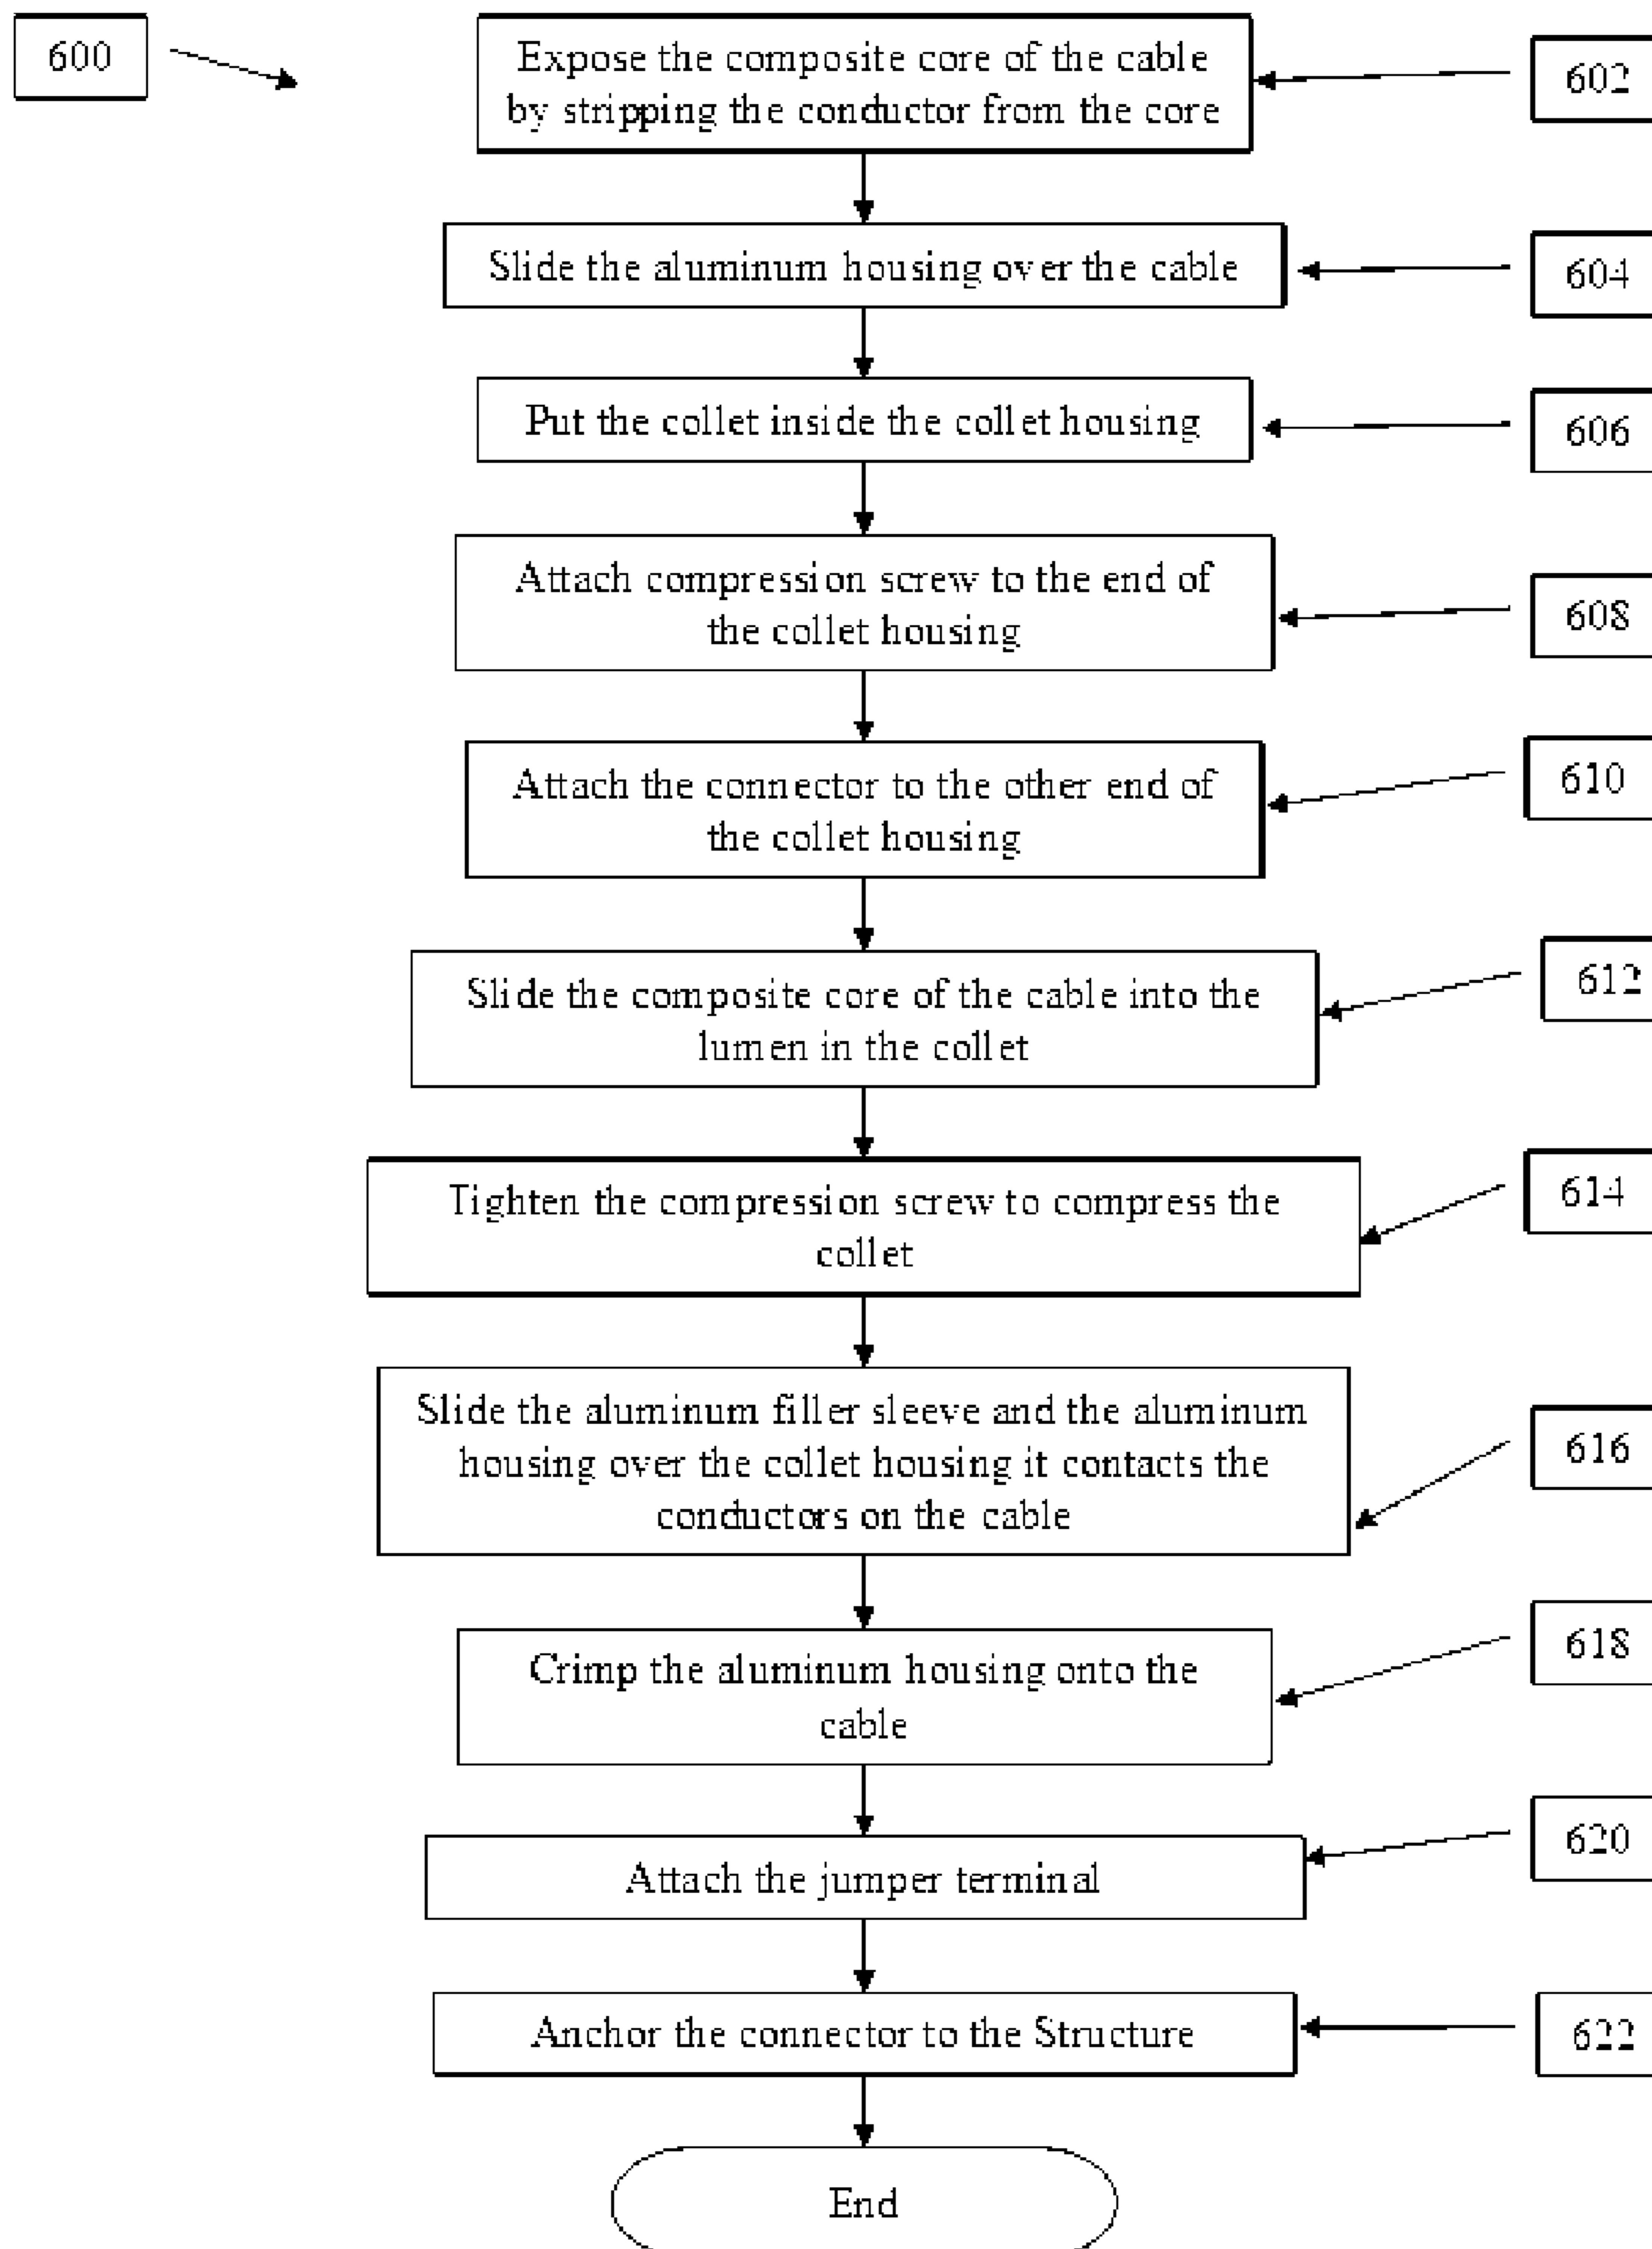 600
Expose the composite core of the cable
by stripping the conductor from the core
602
Slide the aluminum housing over the cable
604
Put the collet inside the collet housing
606
Attach compression screw to the end of
the collet housing
608
Attach the connector to the other end of
the collet housing
610
Slide the composite core of the cable into the
lumen in the collet
612
Tighten the compression screw to compress the
collet
614
Slide the aluminum filler sleeve and the aluminum
housing over the collet housing it contacts the
conductors on the cable
616
Crimp the aluminum housing onto the
cable
618
Attach the jumper terminal
620
Anchor the connector to the Structure
622
End